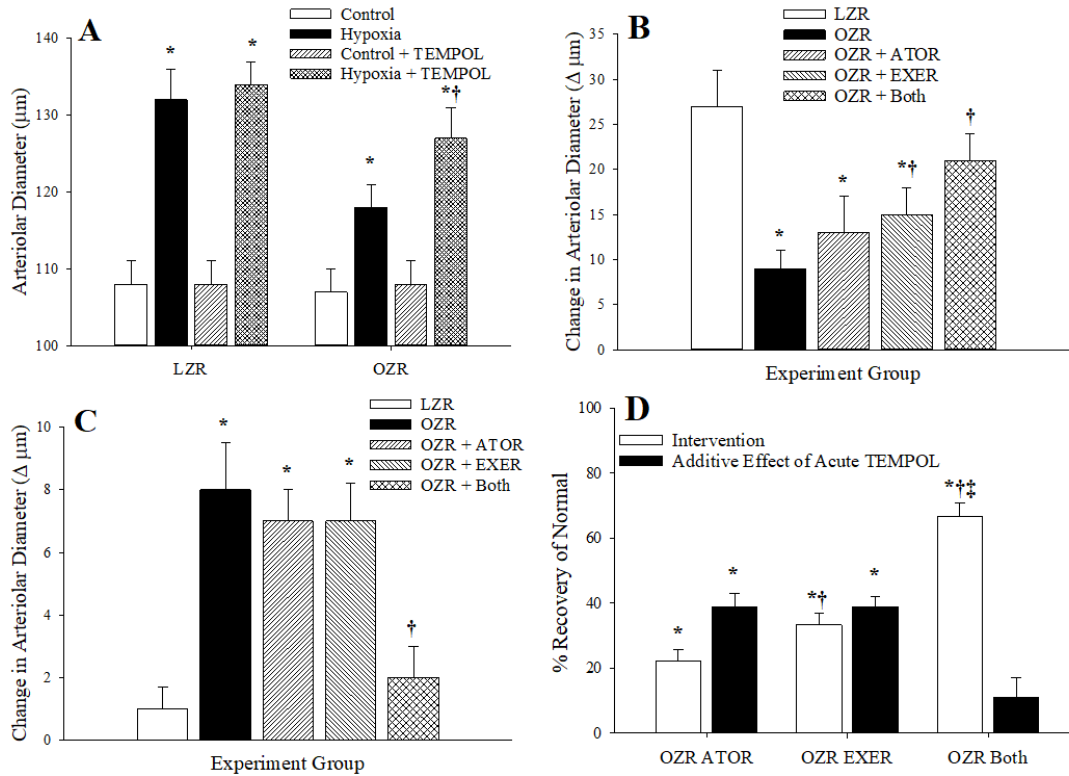 A
Control
Hypoxia
Control + TEMPOL
Hypoxia + TEMPOL
Arteriolar Diameter (µm)
140
130
120
110
100
*
*
*
*†
LZR
OZR
B
LZR
OZR
OZR + ATOR
OZR + EXER
OZR + Both
Change in Arteriolar Diameter (Δ µm)
35
30
25
20
15
10
5
0
*
*
*†
†
Experiment Group
C
LZR
OZR
OZR + ATOR
OZR + EXER
OZR + Both
Change in Arteriolar Diameter (Δ µm)
10
8
6
4
2
0
*
*
*
†
Experiment Group
D
Intervention
Additive Effect of Acute TEMPOL
% Recovery of Normal
100
80
60
40
20
0
*
*
*†
*
*†‡
OZR ATOR
OZR EXER
OZR Both